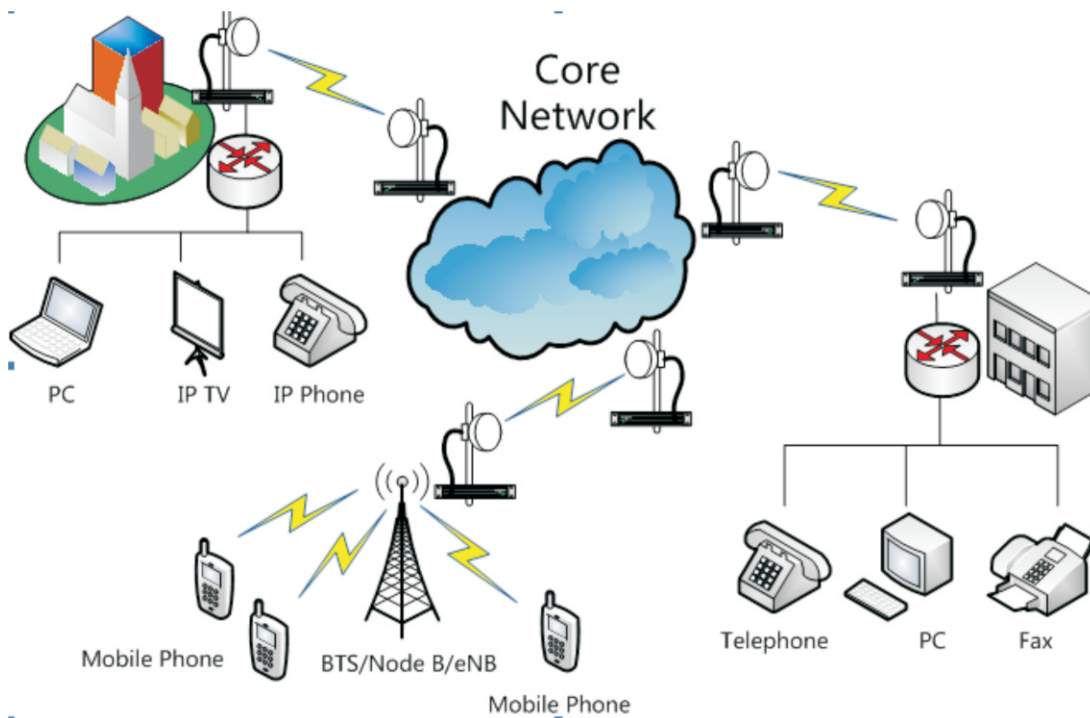 Core
Network
PC
IP TV
IP Phone
Telephone
PC
Fax
Mobile Phone
BTS/Node B/eNB
Mobile Phone